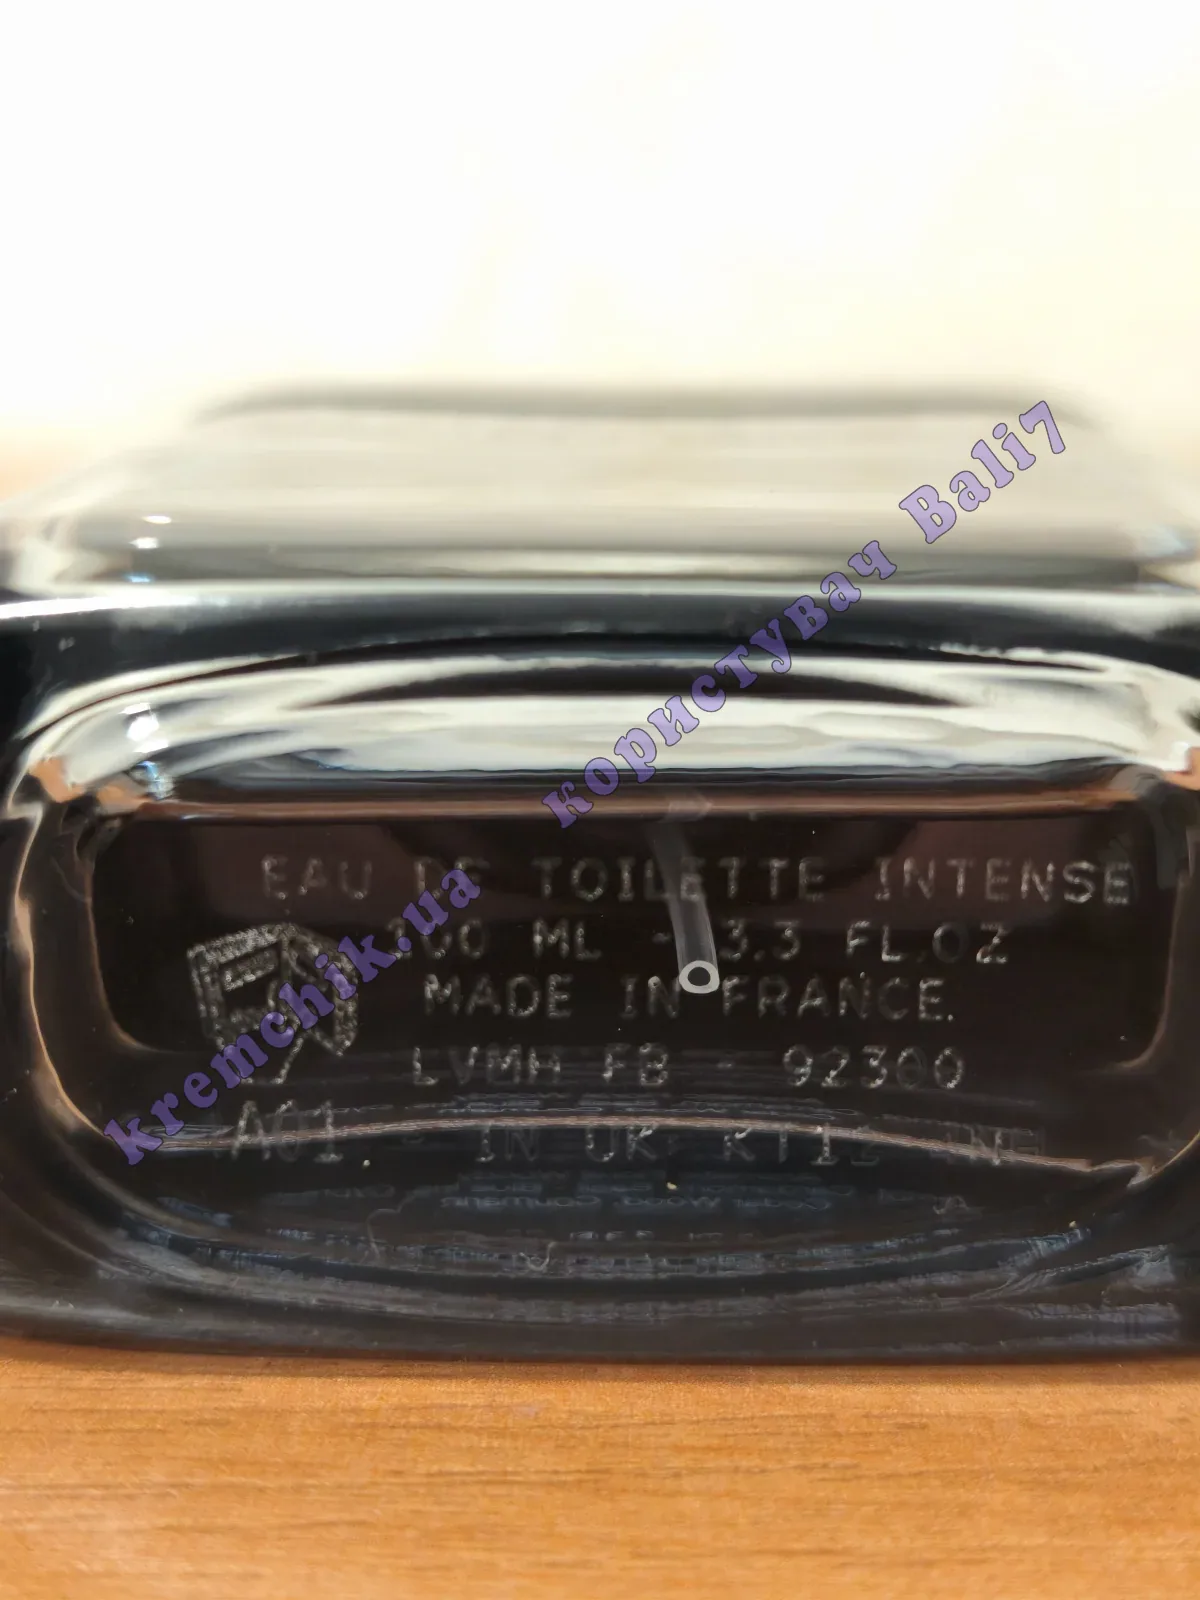 користувач Bali7
kremchik.ua
EAU DE TOILETTE INTENSE
100 ML - 3.3 FL.OZ
MADE IN FRANCE.
LVMH FB - 92300
A01 - IN UK